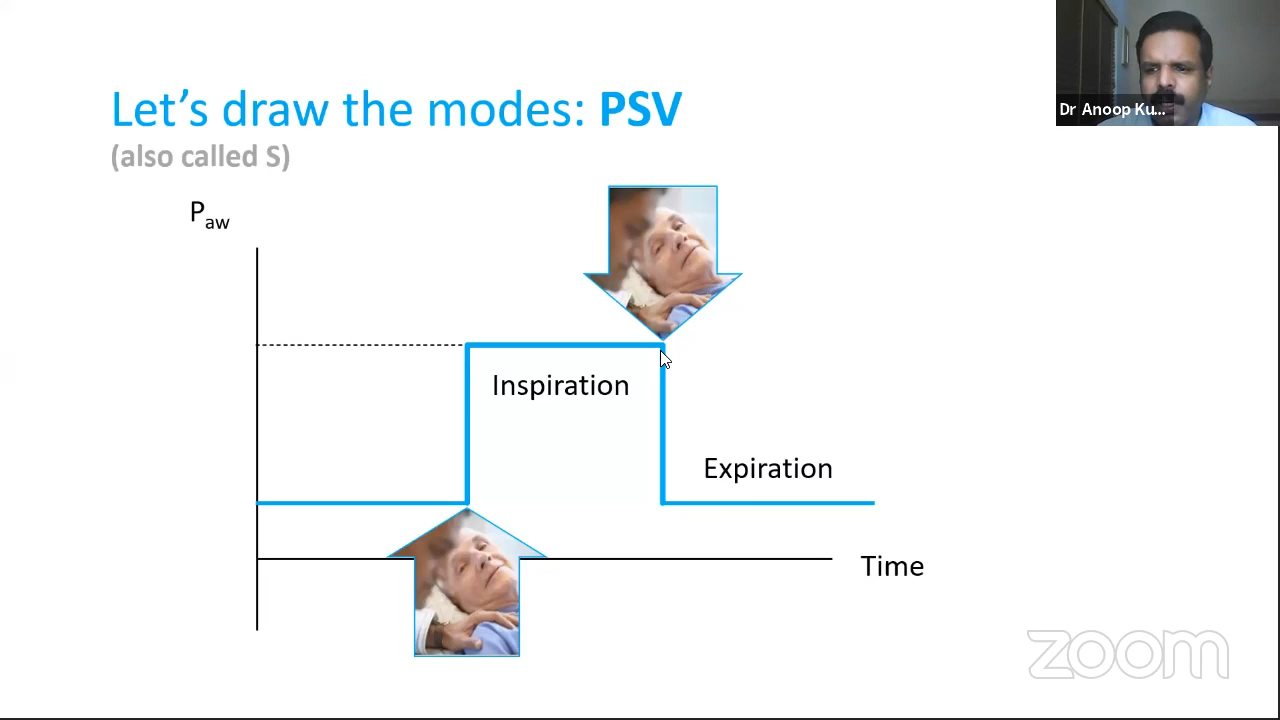 Let's draw the modes: PSV
(also called S)
Dr Anoop Ku...
Paw
Inspiration
Expiration
Time
zoom